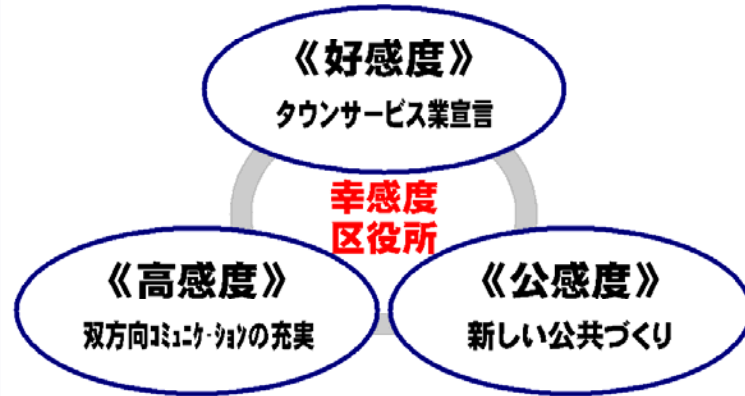 《好感度》
タウンサービス業宣言
幸感度
区役所
《高感度》
双方向ｺﾐｭﾆｹｰｼｮﾝの充実
《公感度》
新しい公共づくり